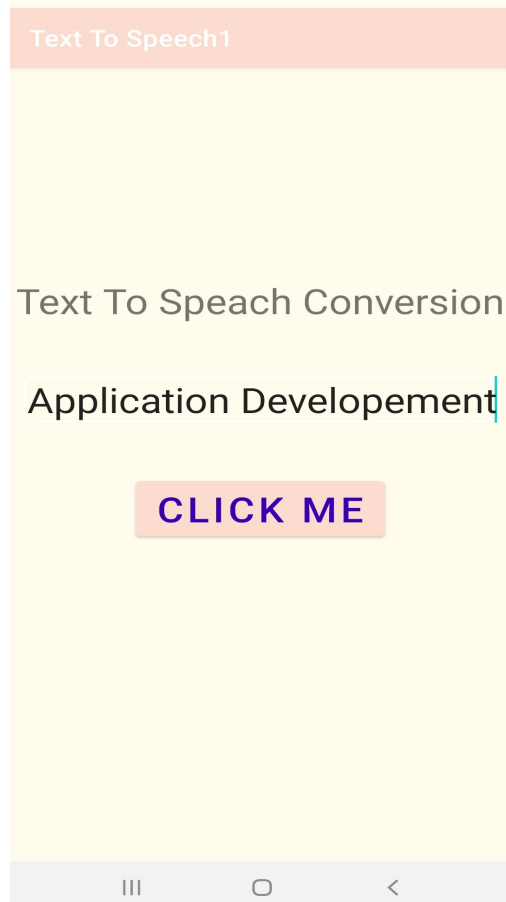 Text To Speech1
Text To Speach Conversion
Application Developement
CLICK ME